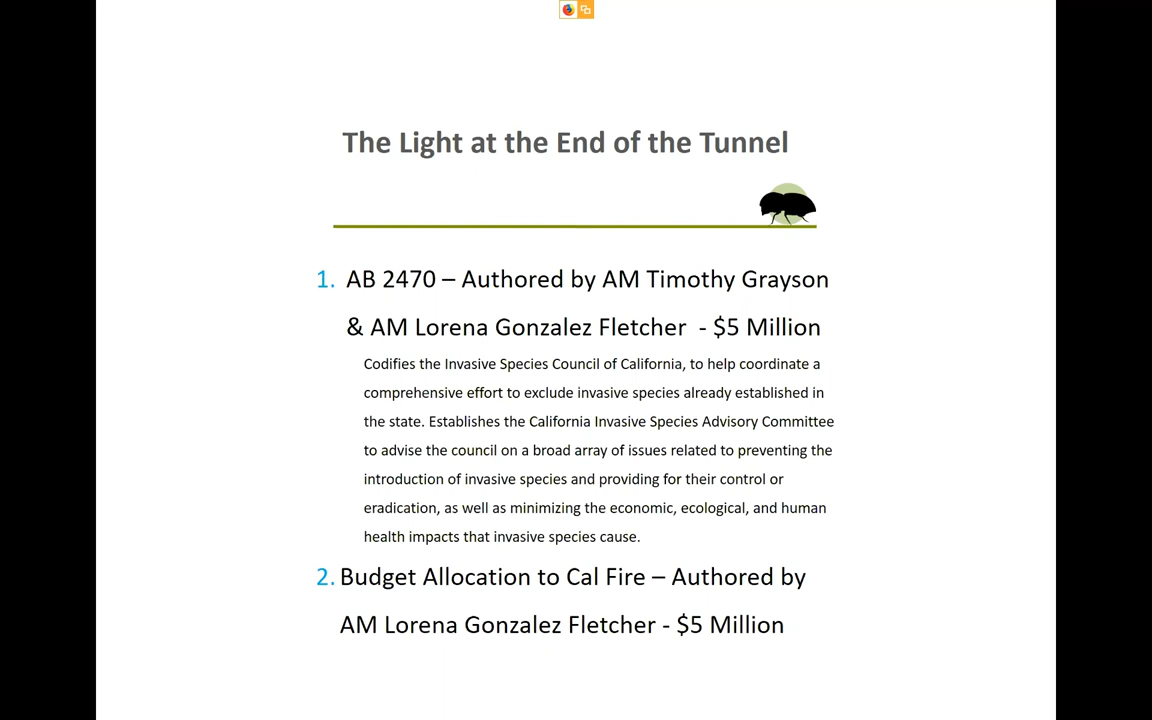 The Light at the End of the Tunnel
1. AB 2470 – Authored by AM Timothy Grayson
& AM Lorena Gonzalez Fletcher - $5 Million
Codifies the Invasive Species Council of California, to help coordinate a
comprehensive effort to exclude invasive species already established in
the state. Establishes the California Invasive Species Advisory Committee
to advise the council on a broad array of issues related to preventing the
introduction of invasive species and providing for their control or
eradication, as well as minimizing the economic, ecological, and human
health impacts that invasive species cause.
2. Budget Allocation to Cal Fire – Authored by
AM Lorena Gonzalez Fletcher - $5 Million